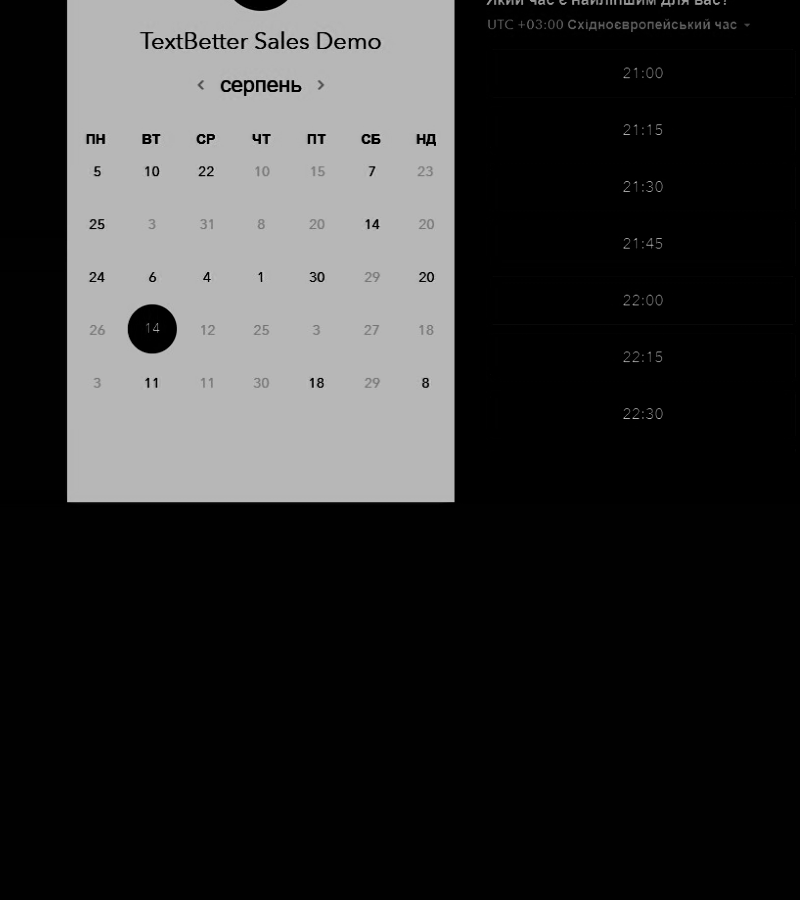 TextBetter Sales Demo
серпень
ПН ВТ СР ЧТ ПТ СБ НД
5 10 22 10 15 7 23
25 3 31 8 20 14 20
24 6 4 1 30 29 20
26 14 12 25 3 27 18
3 11 11 30 18 29 8
Який час є найліпшим для вас?
UTC +03:00 Східноєвропейський час
21:00
21:15
21:30
21:45
22:00
22:15
22:30